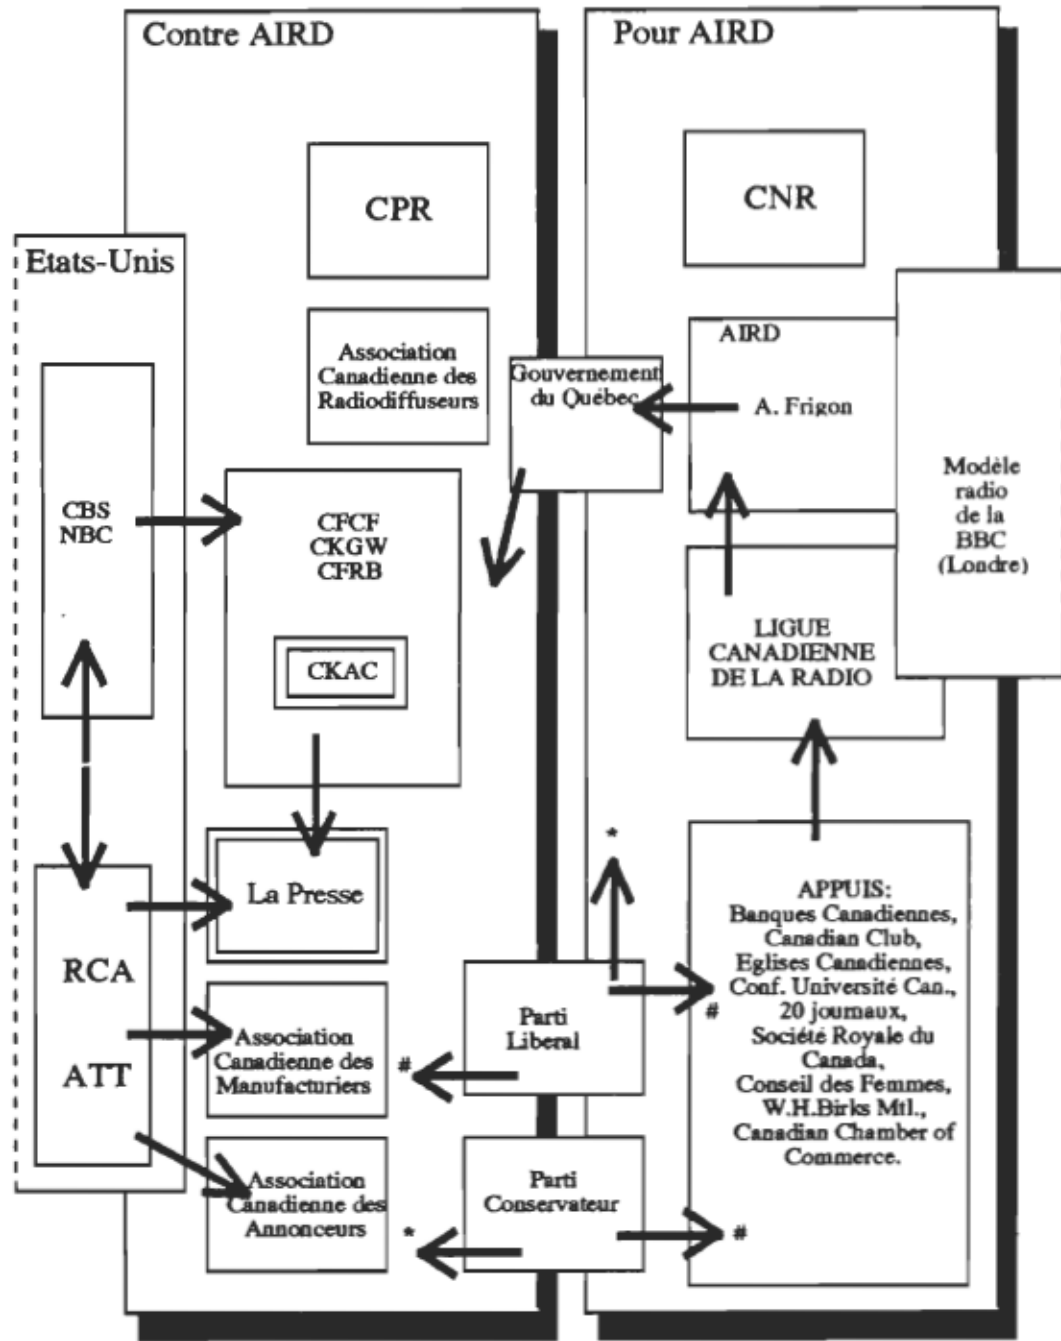 Contre AIRD
Pour AIRD
CPR
CNR
Etats-Unis
Association
Canadienne des
Radiodiffuseurs
Gouvernement
du Québec
AIRD
A. Frigon
Modèle
radio
de la
BBC
(Londre)
CBS
NBC
CFCF
CKGW
CFRB
CKAC
LIGUE
CANADIENNE
DE LA RADIO
La Presse
*
APPUIS:
Banques Canadiennes,
Canadian Club,
Eglises Canadiennes,
Conf. Université Can.,
20 journaux,
Société Royale du
Canada,
Conseil des Femmes,
W.H.Birks Mtl.,
Canadian Chamber of
Commerce.
RCA
ATT
Association
Canadienne des
Manufacturiers
#
Parti
Liberal
#
Association
Canadienne des
Annonceurs
*
Parti
Conservateur
#